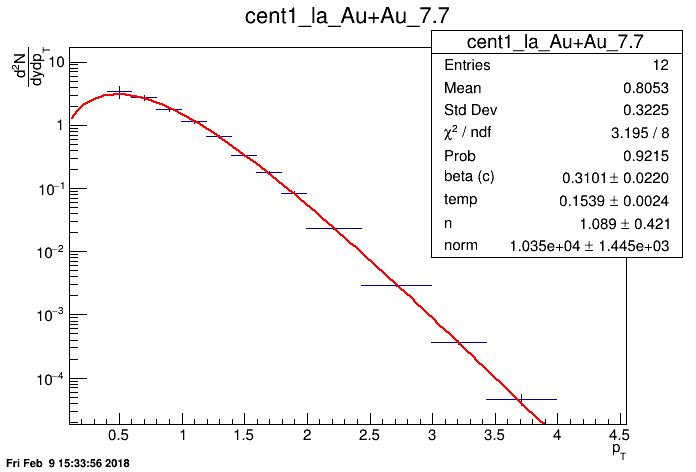 cent1_la_Au+Au_7.7
cent1_la_Au+Au_7.7
Entries 12
Mean 0.8053
Std Dev 0.3225
χ² / ndf 3.195 / 8
Prob 0.9215
beta (c) 0.3101 ± 0.0220
temp 0.1539 ± 0.0024
n 1.089 ± 0.421
norm 1.035e+04 ± 1.445e+03
d²N
dydp_T
10
1
10⁻¹
10⁻²
10⁻³
10⁻⁴
0.5 1 1.5 2 2.5 3 3.5 4 4.5
p_T
Fri Feb 9 15:33:56 2018